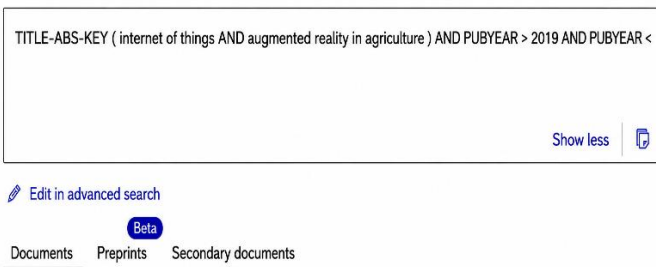 TITLE-ABS-KEY ( internet of things AND augmented reality in agriculture ) AND PUBYEAR > 2019 AND PUBYEAR <
Show less
Edit in advanced search
Beta
Documents Preprints Secondary documents